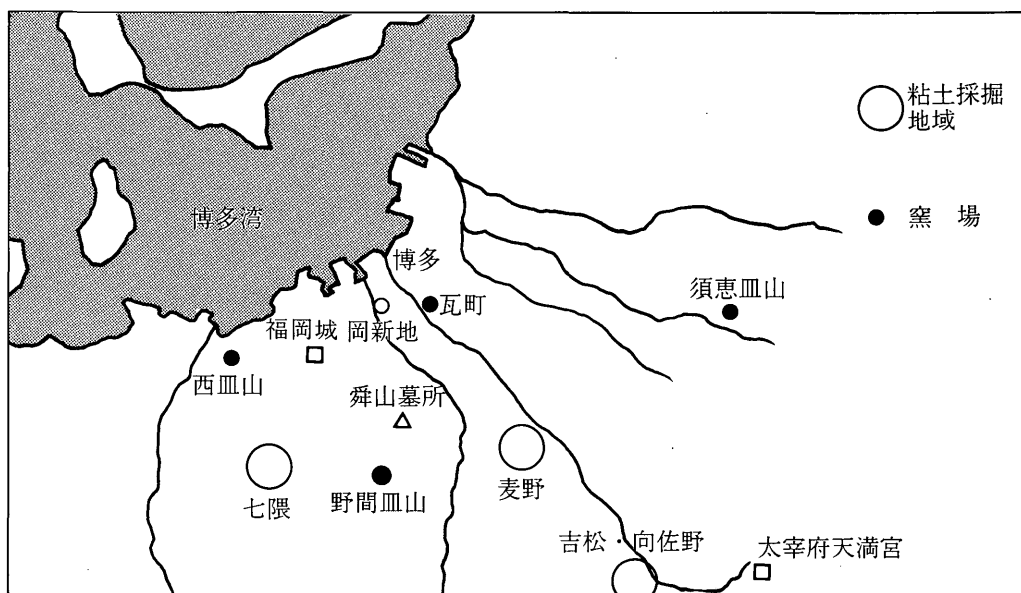 粘土採掘
地域
窯 場
博多湾
博多
瓦町
須恵皿山
福岡城
岡新地
西皿山
舜山墓所
七隈
野間皿山
麦野
吉松・向佐野
太宰府天満宮